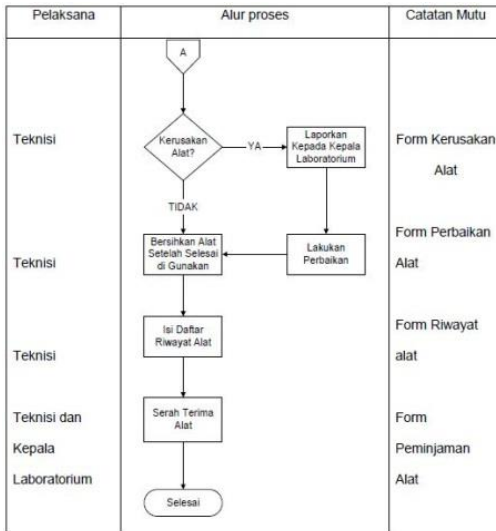 Pelaksana
Alur proses
Catatan Mutu
A
Teknisi
Kerusakan
Alat?
YA
Laporkan
Kepada Kepala
Laboratorium
Form Kerusakan
Alat
TIDAK
Teknisi
Bersihkan Alat
Setelah Selesai
di Gunakan
Lakukan
Perbaikan
Form Perbaikan
Alat
Teknisi
Isi Daftar
Riwayat Alat
Form Riwayat
alat
Teknisi dan
Kepala
Laboratorium
Serah Terima
Alat
Form
Peminjaman
Alat
Selesai